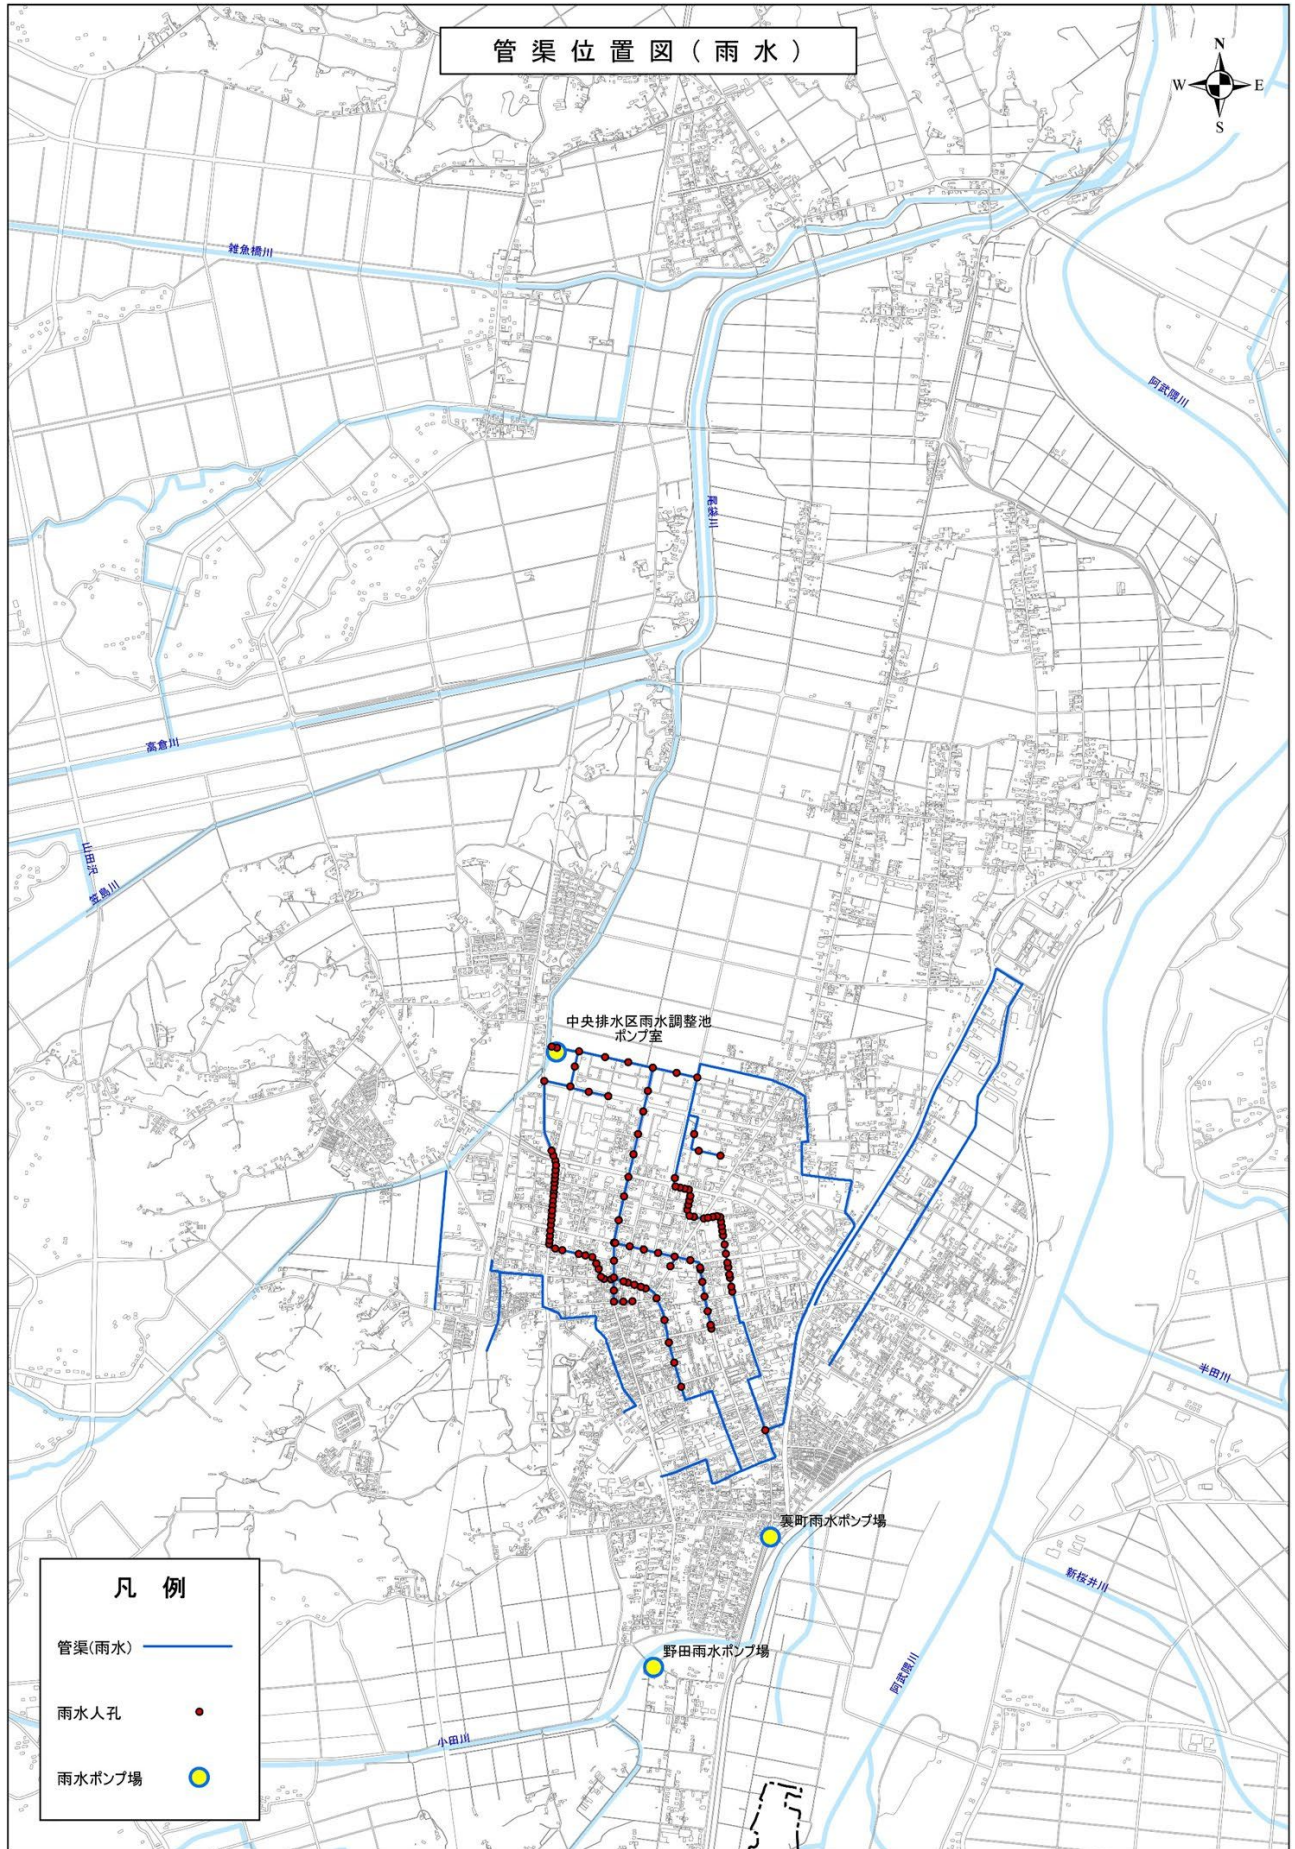 管渠位置図(雨水)
N
W E
S
雑魚橋川
阿武隈川
尾袋川
高倉川
山田沢
笠島川
中央排水区雨水調整池
ポンプ室
半田川
裏町雨水ポンプ場
新桜井川
野田雨水ポンプ場
阿武隈川
小田川
凡 例
管渠(雨水)
雨水人孔
雨水ポンプ場